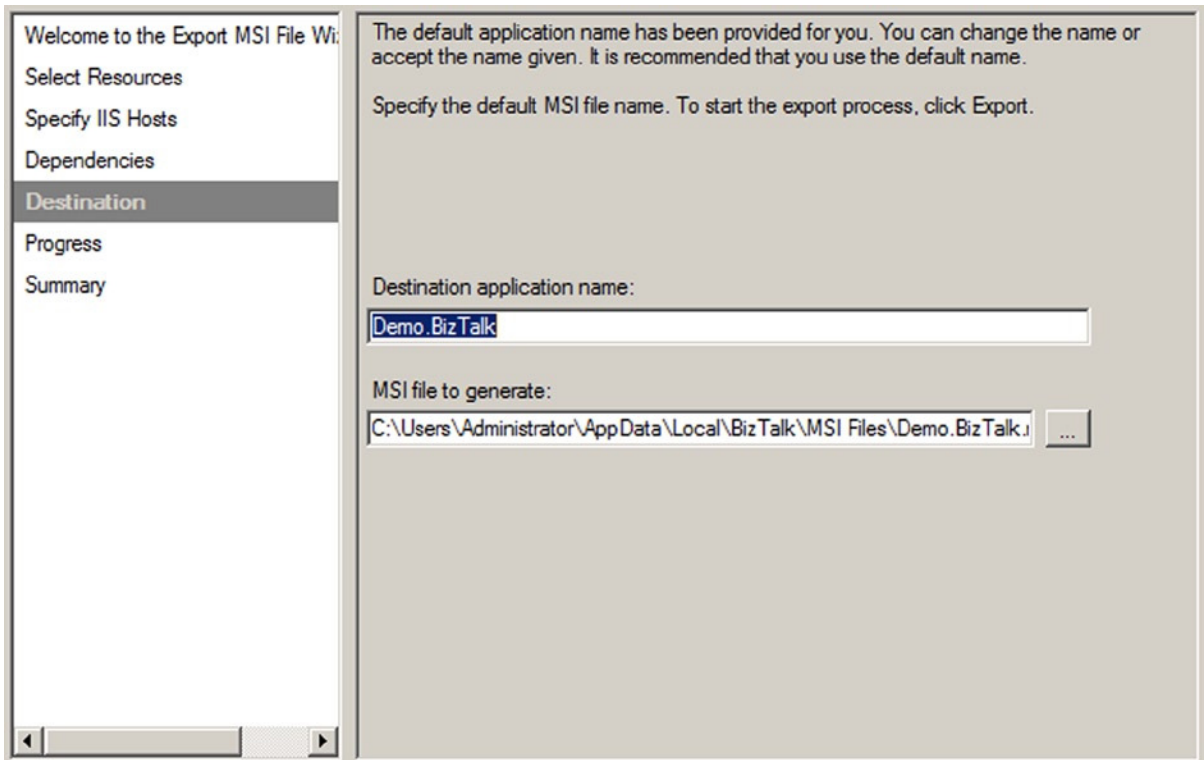 Welcome to the Export MSI File Wi
Select Resources
Specify IIS Hosts
Dependencies
Destination
Progress
Summary
The default application name has been provided for you. You can change the name or
accept the name given. It is recommended that you use the default name.
Specify the default MSI file name. To start the export process, click Export.
Destination application name:
Demo.BizTalk
MSI file to generate:
C:\Users\Administrator\AppData\Local\BizTalk\MSI Files\Demo.BizTalk.
...